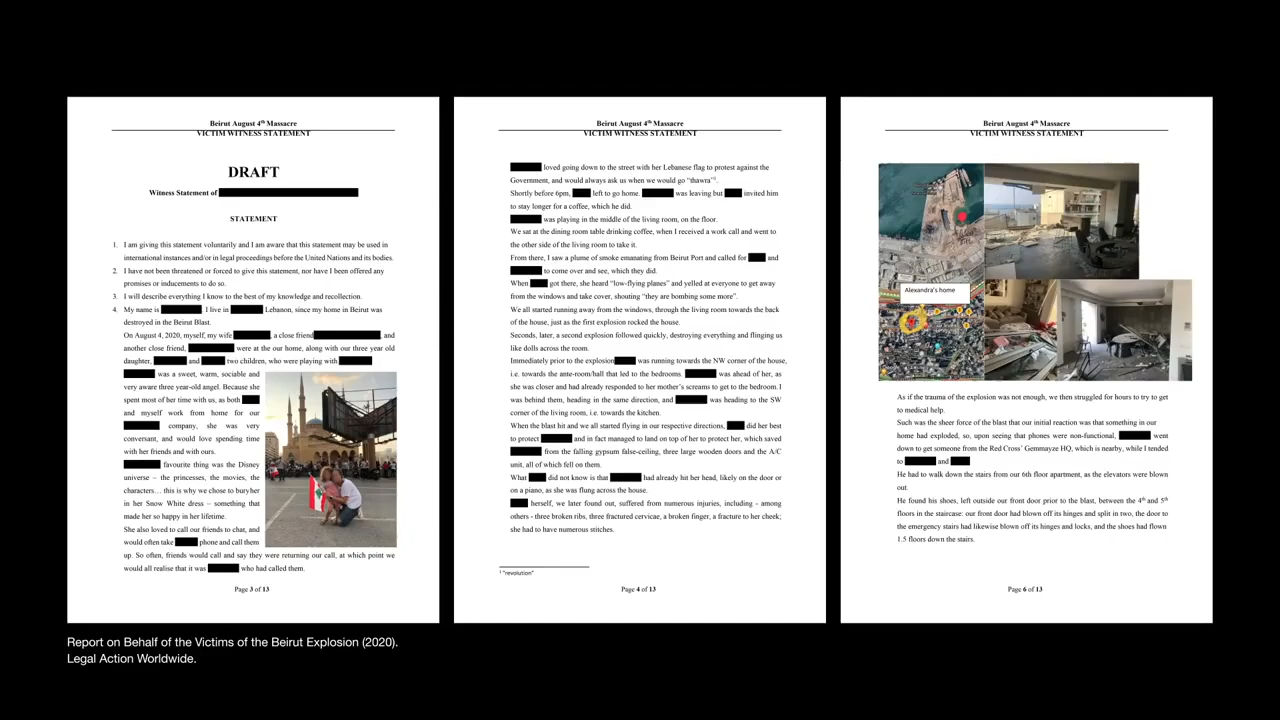 Beirut August 4th Massacre
VICTIM WITNESS STATEMENT
DRAFT
Witness Statement of
STATEMENT
1. I am giving this statement voluntarily and I am aware that this statement may be used in
international instances and/or in legal proceedings before the United Nations and its bodies.
2. I have not been threatened or forced to give this statement, nor have I been offered any
promises or inducements to do so.
3. I will describe everything I know to the best of my knowledge and recollection.
4. My name is . I live in Lebanon, since my home in Beirut was
destroyed in the Beirut Blast.
On August 4, 2020, myself, my wife , a close friend , and
another close friend, were at the our home, along with our three year old
daughter, and two children, who were playing with
was a sweet, warm, sociable and
very aware three year-old angel. Because she
spent most of her time with us, as both
and myself work from home for our
company, she was very
conversant, and would love spending time
with her friends and with ours.
favourite thing was the Disney
universe – the princesses, the movies, the
characters… this is why we chose to bury her
in her Snow White dress – something that
made her so happy in her lifetime.
She also loved to call our friends to chat, and
would often take phone and call them
up. So often, friends would call and say they were returning our call, at which point we
would all realise that it was who had called them.
Page 3 of 13
Beirut August 4th Massacre
VICTIM WITNESS STATEMENT
loved going down to the street with her Lebanese flag to protest against the
Government, and would always ask us when we would go “thawra”1.
Shortly before 6pm, left to go home. was leaving but invited him
to stay longer for a coffee, which he did.
was playing in the middle of the living room, on the floor.
We sat at the dining room table drinking coffee, when I received a work call and went to
the other side of the living room to take it.
From there, I saw a plume of smoke emanating from Beirut Port and called for and
to come over and see, which they did.
When got there, she heard “low-flying planes” and yelled at everyone to get away
from the windows and take cover, shouting “they are bombing some more”.
We all started running away from the windows, through the living room towards the back
of the house, just as the first explosion rocked the house.
Seconds, later, a second explosion followed quickly, destroying everything and flinging us
like dolls across the room.
Immediately prior to the explosion was running towards the NW corner of the house,
i.e. towards the ante-room/hall that led to the bedrooms. was ahead of her, as
she was closer and had already responded to her mother’s screams to get to the bedroom. I
was behind them, heading in the same direction, and was heading to the SW
corner of the living room, i.e. towards the kitchen.
When the blast hit and we all started flying in our respective directions, did her best
to protect and in fact managed to land on top of her to protect her, which saved
from the falling gypsum false-ceiling, three large wooden doors and the A/C
unit, all of which fell on them.
What did not know is that had already hit her head, likely on the door or
on a piano, as she was flung across the house.
herself, we later found out, suffered from numerous injuries, including - among
others - three broken ribs, three fractured cervicae, a broken finger, a fracture to her cheek;
she had to have numerous stitches.
1 “revolution”
Page 4 of 13
Beirut August 4th Massacre
VICTIM WITNESS STATEMENT
Alexandra's home
As if the trauma of the explosion was not enough, we then struggled for hours to try to get
to medical help.
Such was the sheer force of the blast that our initial reaction was that something in our
home had exploded, so, upon seeing that phones were non-functional, went
down to get someone from the Red Cross’ Gemmayze HQ, which is nearby, while I tended
to and
He had to walk down the stairs from our 6th floor apartment, as the elevators were blown
out.
He found his shoes, left outside our front door prior to the blast, between the 4th and 5th
floors in the staircase: our front door had blown off its hinges and split in two, the door to
the emergency stairs had likewise blown off its hinges and locks, and the shoes had flown
1.5 floors down the stairs.
Page 6 of 13
Report on Behalf of the Victims of the Beirut Explosion (2020).
Legal Action Worldwide.